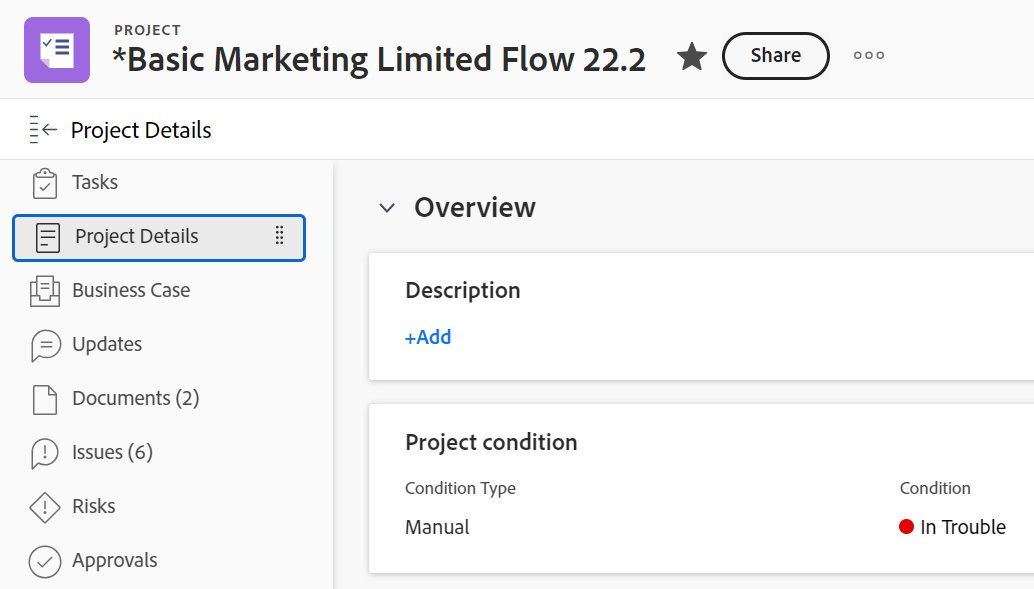 PROJECT
*Basic Marketing Limited Flow 22.2
Share
Project Details
Tasks
Project Details
Business Case
Updates
Documents (2)
Issues (6)
Risks
Approvals
Overview
Description
+Add
Project condition
Condition Type
Condition
Manual
In Trouble